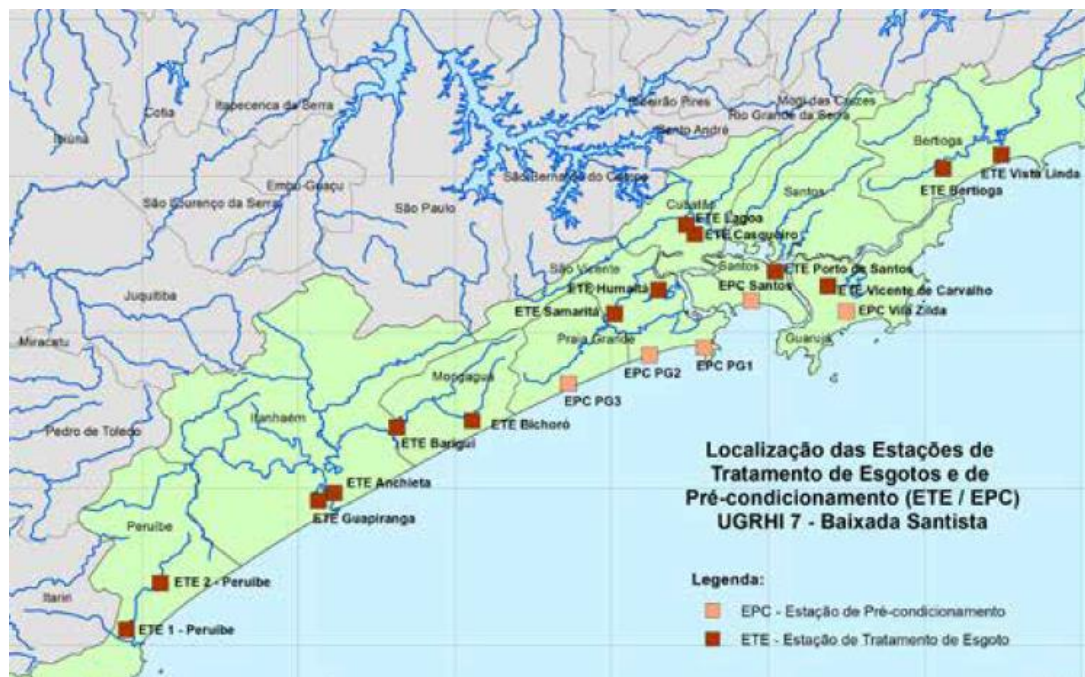 Mogi das Cruzes
Ribeirão Pires
Rio Grande da Serra
Itapecerica da Serra
Cotia
Santo André
Ibiúna
Bertioga
ETE Vista Linda
São Bernardo do Campo
Embu-Guaçu
ETE Bertioga
Santos
São Lourenço da Serra
São Paulo
Cubatão
ETE Lagoa
ETE Casqueiro
São Vicente
Santos
ETE Porto de Santos
EPC Santos
ETE Humaitá
ETE Vicente de Carvalho
Juquitiba
ETE Samaritá
EPC Vila Zilda
Praia Grande
Guarujá
Miracatu
EPC PG2
EPC PG1
Mongaguá
EPC PG3
Itanhaém
ETE Bichoró
Pedro de Toledo
ETE Barigui
Localização das Estações de
Tratamento de Esgotos e de
Pré-condicionamento (ETE / EPC)
UGRHI 7 - Baixada Santista
ETE Anchieta
ETE Guapiranga
Peruíbe
ETE 2 - Peruíbe
Legenda:
Itariri
EPC - Estação de Pré-condicionamento
ETE 1 - Peruíbe
ETE - Estação de Tratamento de Esgoto